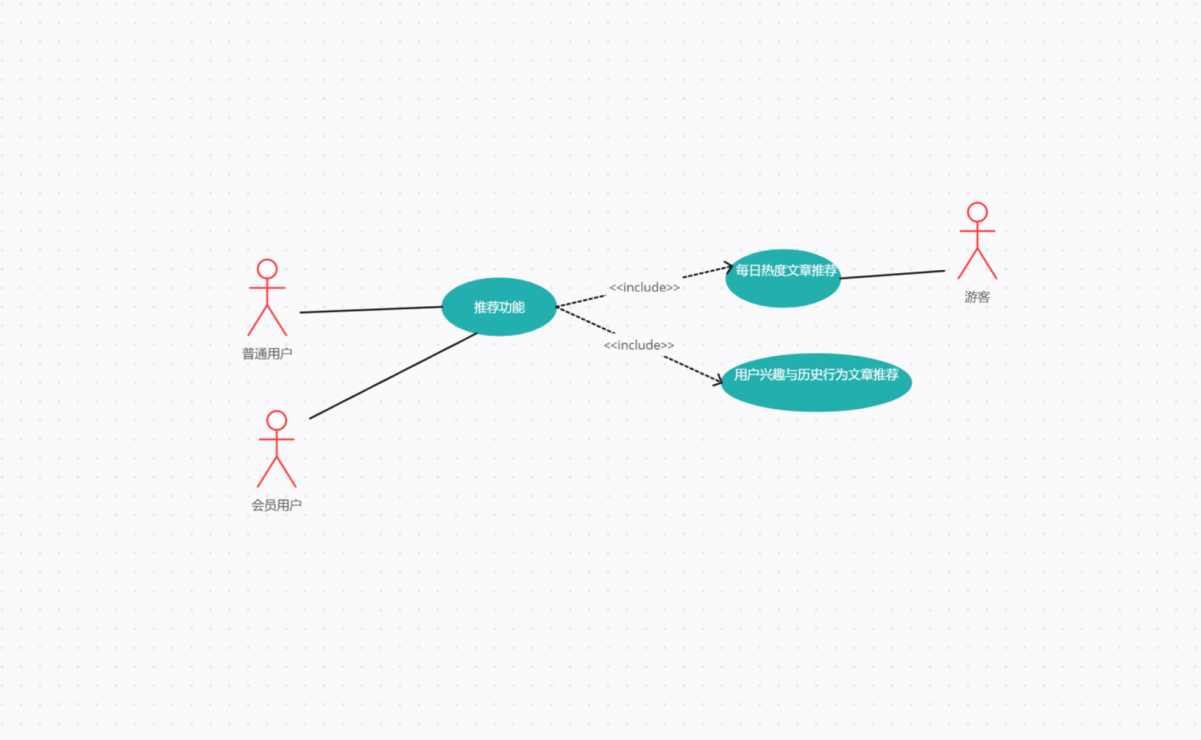 游客
每日热度文章推荐
<<include>>
推荐功能
<<include>>
普通用户
用户兴趣与历史行为文章推荐
会员用户